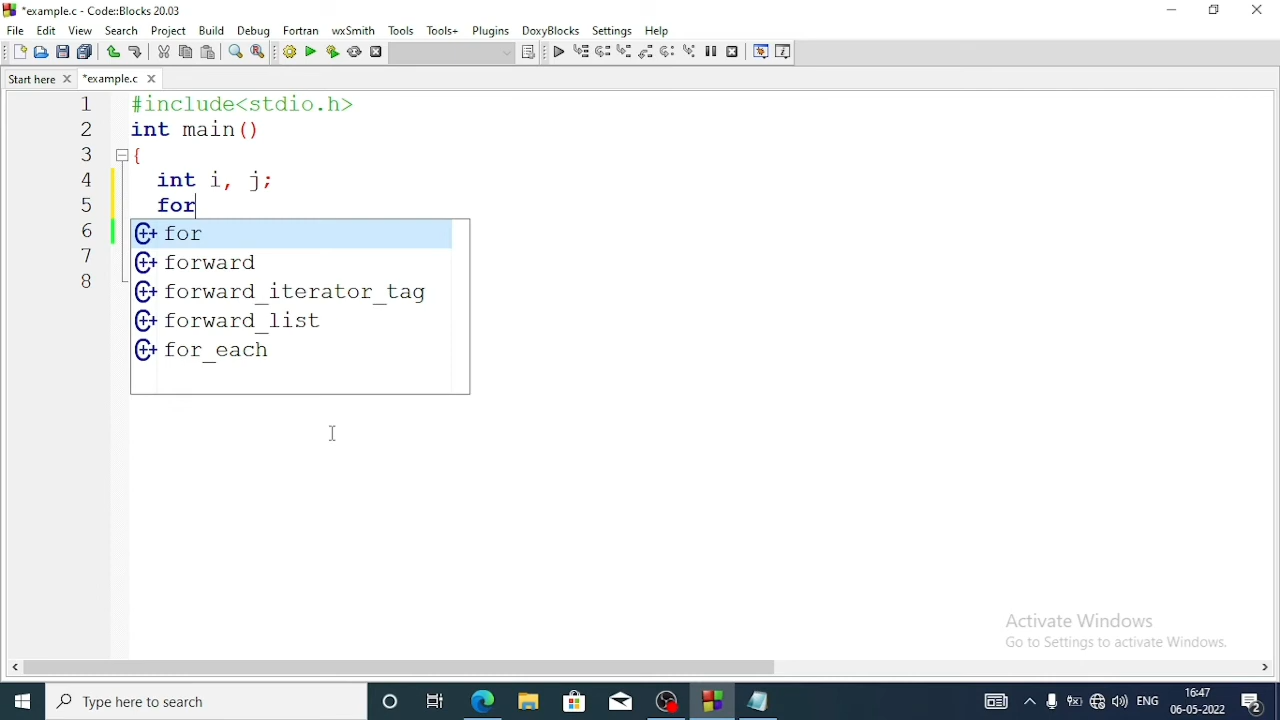 *example.c - Code::Blocks 20.03
File Edit View Search Project Build Debug Fortran wxSmith Tools Tools+ Plugins DoxyBlocks Settings Help
Start here *example.c
1 #include<stdio.h>
2 int main()
3 {
4 int i, j;
5 for
6 for
7 forward
8 forward_iterator_tag
forward_list
for_each
Activate Windows
Go to Settings to activate Windows.
Type here to search
ENG
16:47
06-05-2022
2